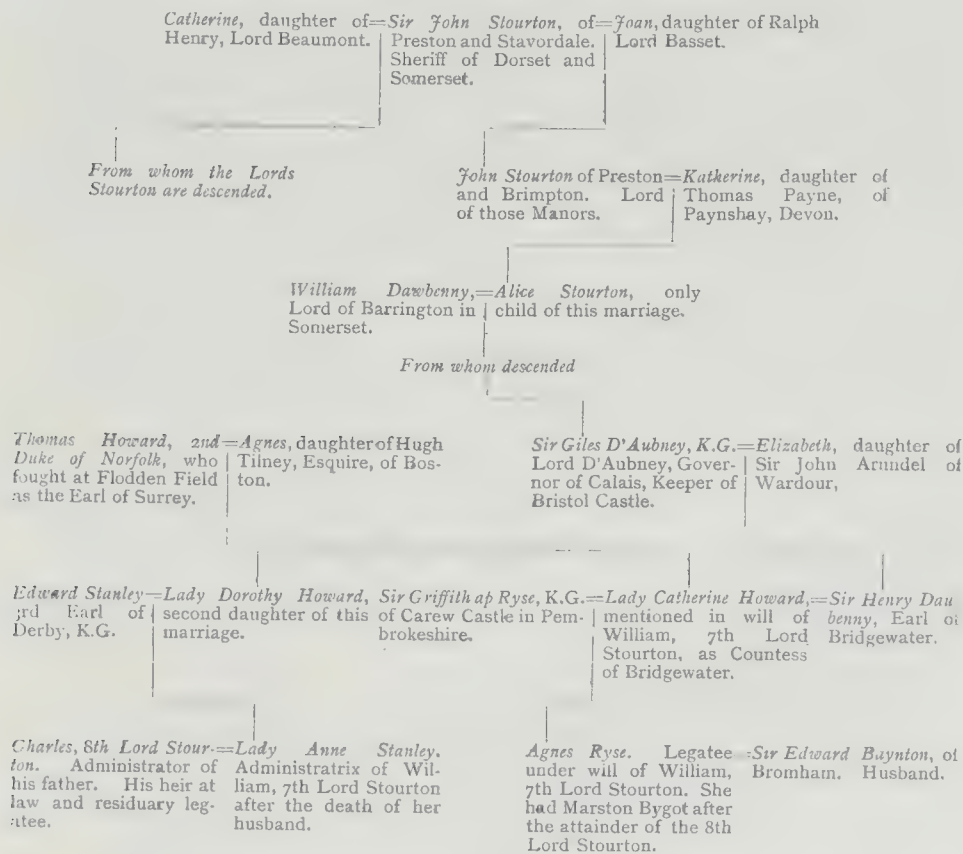 Catherine, daughter of=Sir John Stourton, of=Joan, daughter of Ralph
Henry, Lord Beaumont. Preston and Stavordale. Lord Basset.
Sheriff of Dorset and
Somerset.
From whom the Lords
Stourton are descended.
John Stourton of Preston=Katherine, daughter of
and Brimpton. Lord Thomas Payne, of
of those Manors. Paynshay, Devon.
William Dawbenny,=Alice Stourton, only
Lord of Barrington in child of this marriage.
Somerset.
From whom descended
Thomas Howard, 2nd=Agnes, daughter of Hugh
Duke of Norfolk, who Tilney, Esquire, of Bos-
fought at Flodden Field ton.
as the Earl of Surrey.
Sir Giles D'Aubney, K.G.=Elizabeth, daughter of
Lord D'Aubney, Gover- Sir John Arundel of
nor of Calais, Keeper of Wardour,
Bristol Castle.
Edward Stanley=Lady Dorothy Howard,
3rd Earl of second daughter of this
Derby, K.G. marriage.
Sir Griffith ap Ryse, K.G.=Lady Catherine Howard,=Sir Henry Dau
of Carew Castle in Pem- mentioned in will of benny, Earl of
brokeshire. William, 7th Lord Bridgewater.
Stourton, as Countess
of Bridgewater.
Charles, 8th Lord Stour-=Lady Anne Stanley.
ton. Administrator of Administratrix of Wil-
his father. His heir at liam, 7th Lord Stourton
law and residuary leg- after the death of her
atee. husband.
Agnes Ryse. Legatee=Sir Edward Baynton, of
under will of William, Bromham. Husband.
7th Lord Stourton. She
had Marston Bygot after
the attainder of the 8th
Lord Stourton.